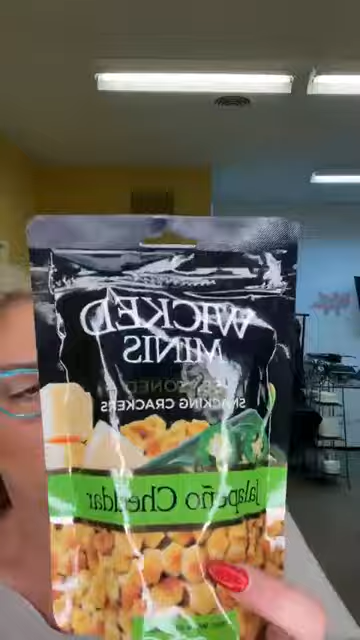 WICKED
MINIS
SEASONED
SNACKING CRACKERS
Jalapeño Cheddar